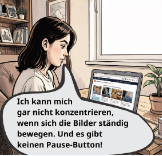 Ich kann mich
gar nicht konzentrieren,
wenn sich die Bilder ständig
bewegen. Und es gibt
keinen Pause-Button!